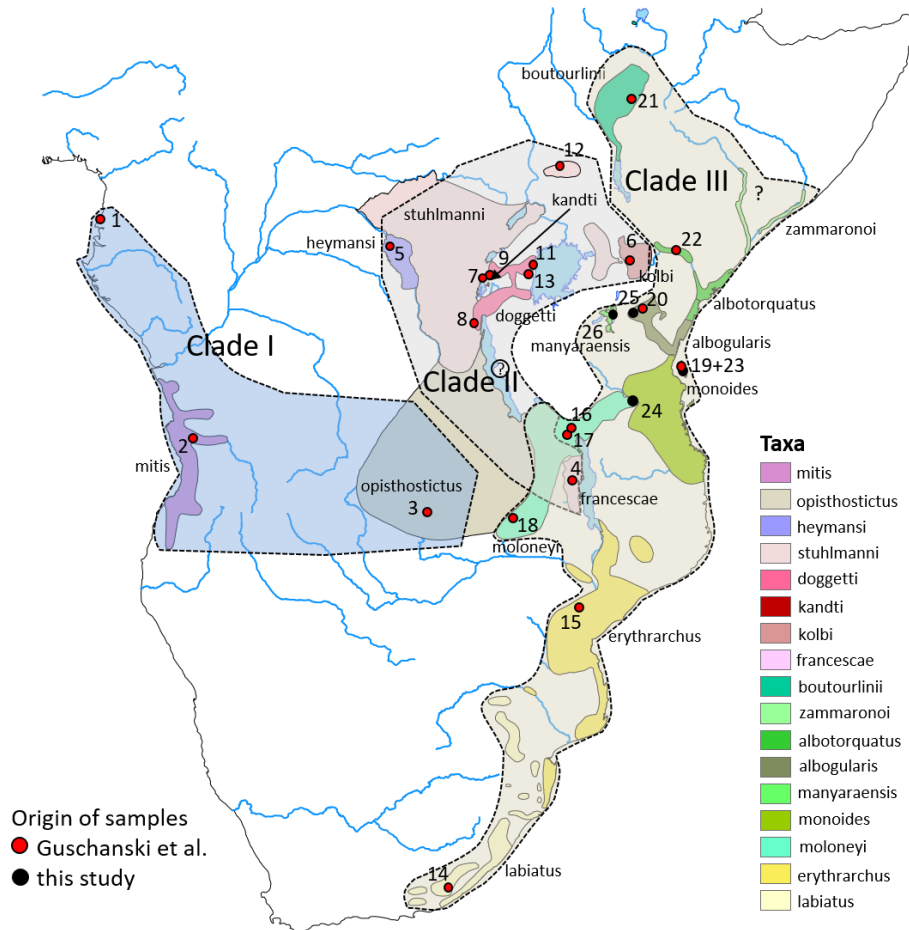 boutourlinii
21
12
Clade III
kandti
?
stuhlmanni
zammaronoi
1
heymansi
5
9
11
6
22
7
13
kolbi
25
20
albotorquatus
8
doggetti
26
manyaraensis
albogularis
Clade I
?
19+23
Clade II
monoides
16
24
17
2
4
mitis
opisthostictus
francescae
3
18
moloneyi
15
erythrarchus
14
labiatus
Taxa
mitis
opisthostictus
heymansi
stuhlmanni
doggetti
kandti
kolbi
francescae
boutourlinii
zammaronoi
albotorquatus
albogularis
manyaraensis
monoides
moloneyi
erythrarchus
labiatus
Origin of samples
Guschanski et al.
this study